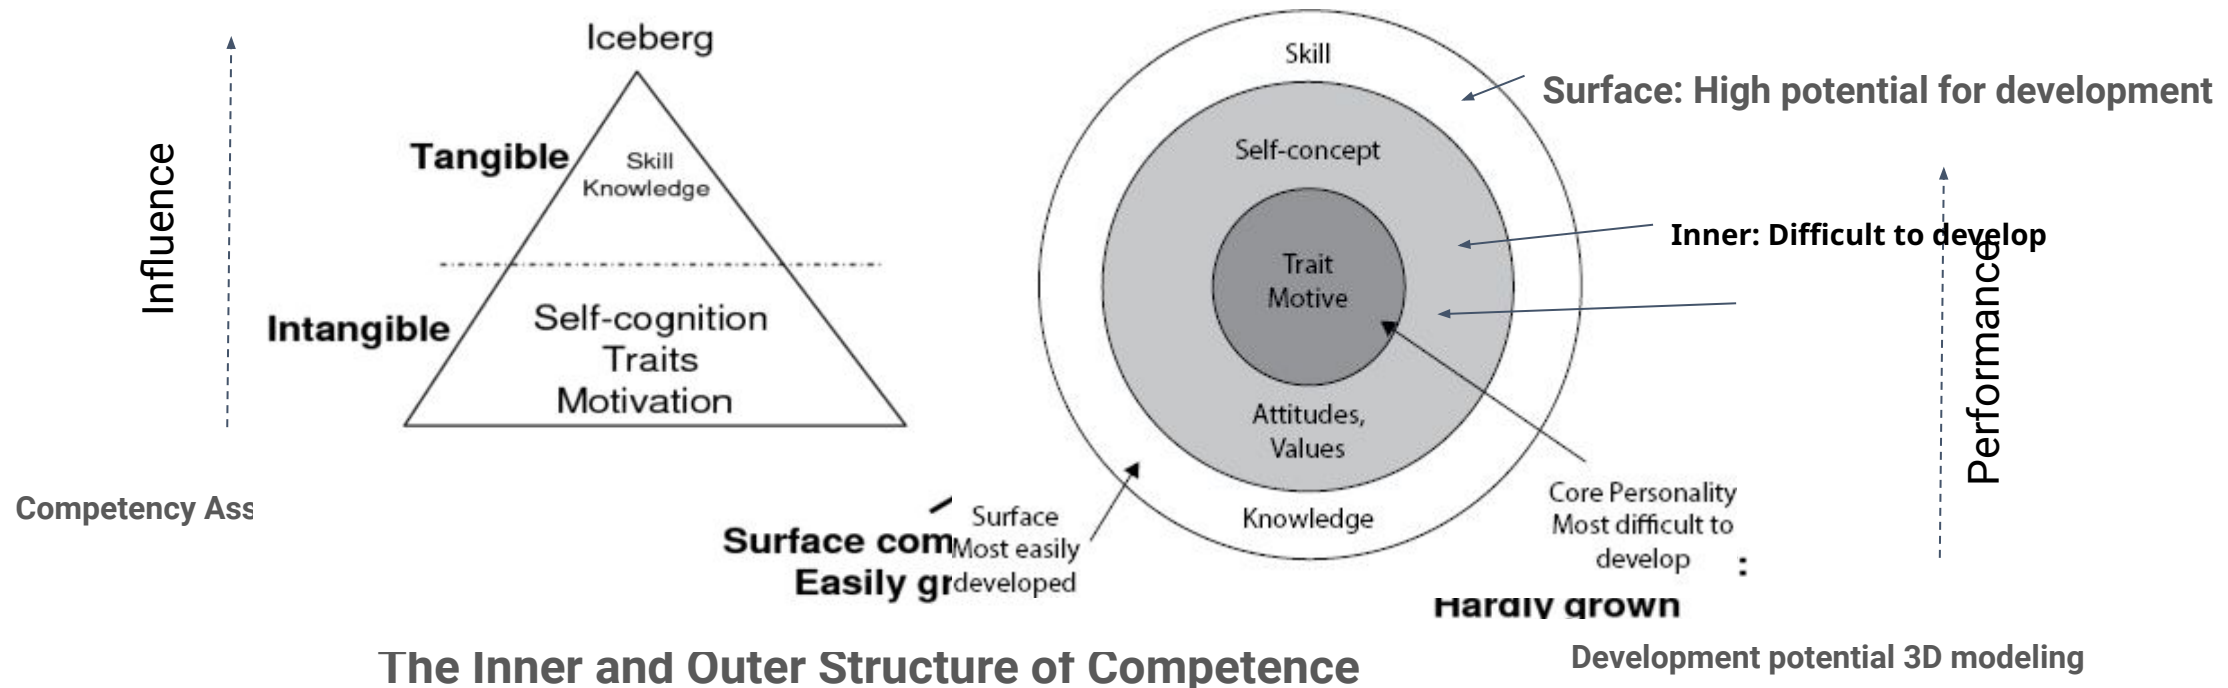 Iceberg
Influence
Tangible
Skill
Knowledge
Intangible
Self-cognition
Traits
Motivation
Competency Ass
Surface com
Easily gr
Skill
Self-concept
Trait
Motive
Attitudes,
Values
Knowledge
Surface
Most easily
developed
Surface: High potential for development
Inner: Difficult to develop
Performance
Core Personality
Most difficult to
develop
:
Hardly grown
The Inner and Outer Structure of Competence
Development potential 3D modeling